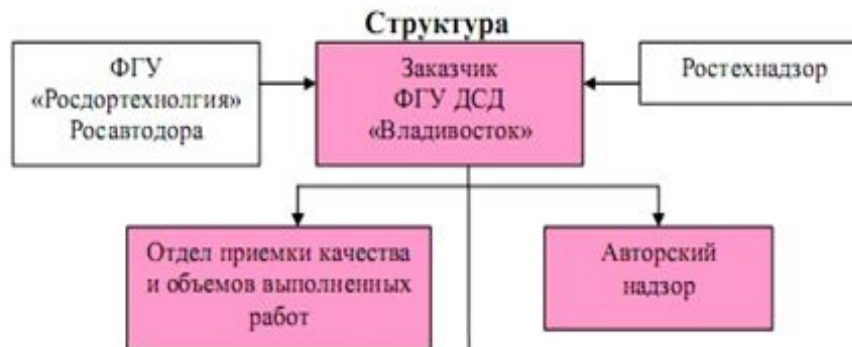 Структура
ФГУ
«Росдортехнолгия»
Росавтодора
Заказчик
ФГУ ДСД
«Владивосток»
Ростехнадзор
Отдел приемки качества
и объемов выполненных
работ
Авторский
надзор